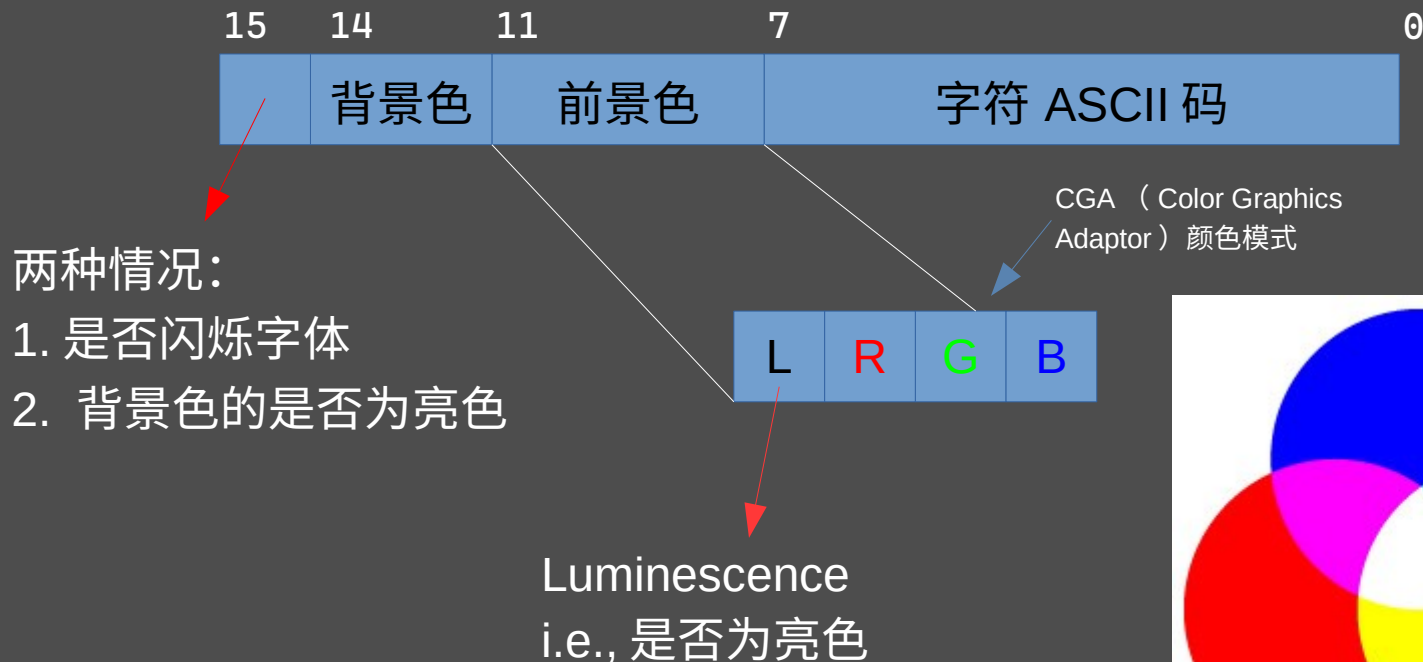 15 14 11 7 0
背景色 前景色 字符 ASCII 码
CGA （ Color Graphics
Adaptor ）颜色模式
两种情况：
1. 是否闪烁字体
2. 背景色的是否为亮色
L R G B
Luminescence
i.e., 是否为亮色